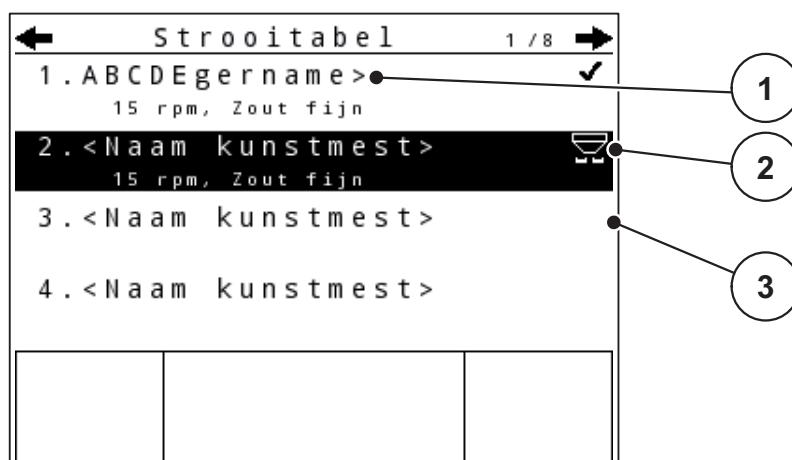 Strooitabel 1/8
1.ABCDEgername>
15 rpm, Zout fijn
2.<Naam kunstmest>
15 rpm, Zout fijn
3.<Naam kunstmest>
4.<Naam kunstmest>
1
2
3